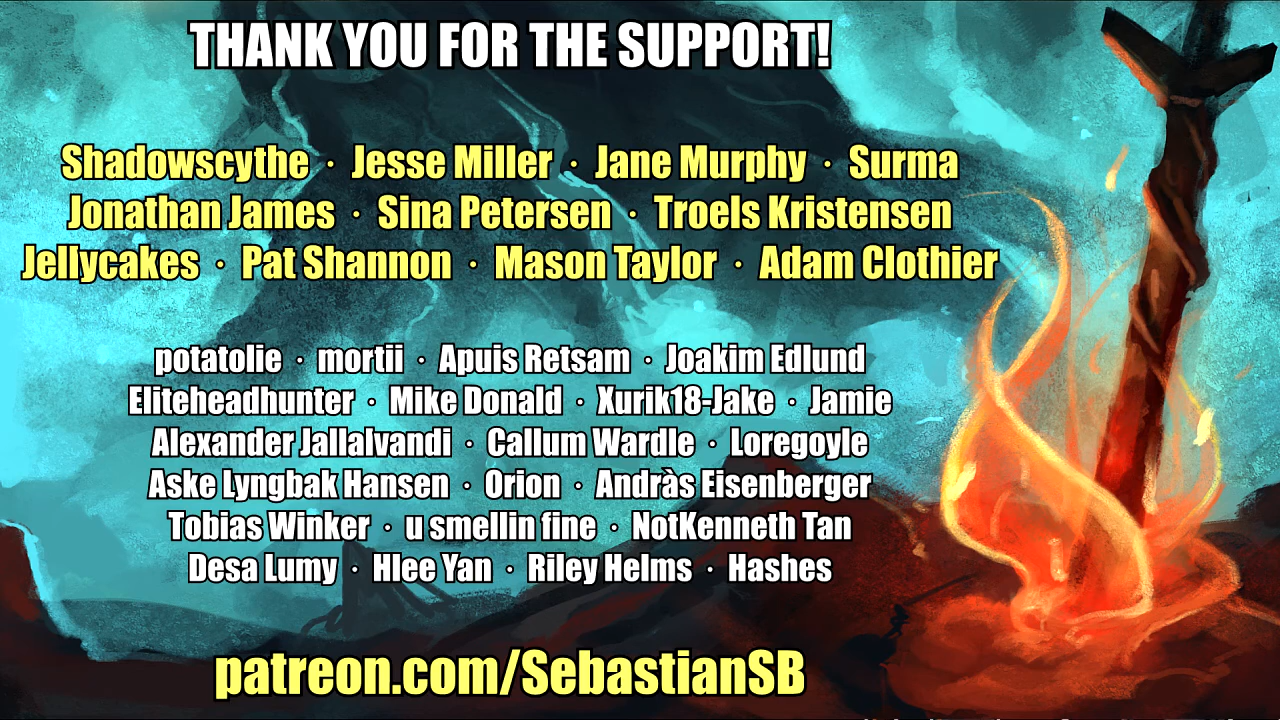 THANK YOU FOR THE SUPPORT!
Shadowscythe · Jesse Miller · Jane Murphy · Surma
Jonathan James · Sina Petersen · Troels Kristensen
Jellycakes · Pat Shannon · Mason Taylor · Adam Clothier
potatolie · mortii · Apuis Retsam · Joakim Edlund
Eliteheadhunter · Mike Donald · Xurik18-Jake · Jamie
Alexander Jallalvandi · Callum Wardle · Loregoyle
Aske Lyngbak Hansen · Orion · Andràs Eisenberger
Tobias Winker · u smellin fine · NotKenneth Tan
Desa Lumy · Hlee Yan · Riley Helms · Hashes
patreon.com/SebastianSB